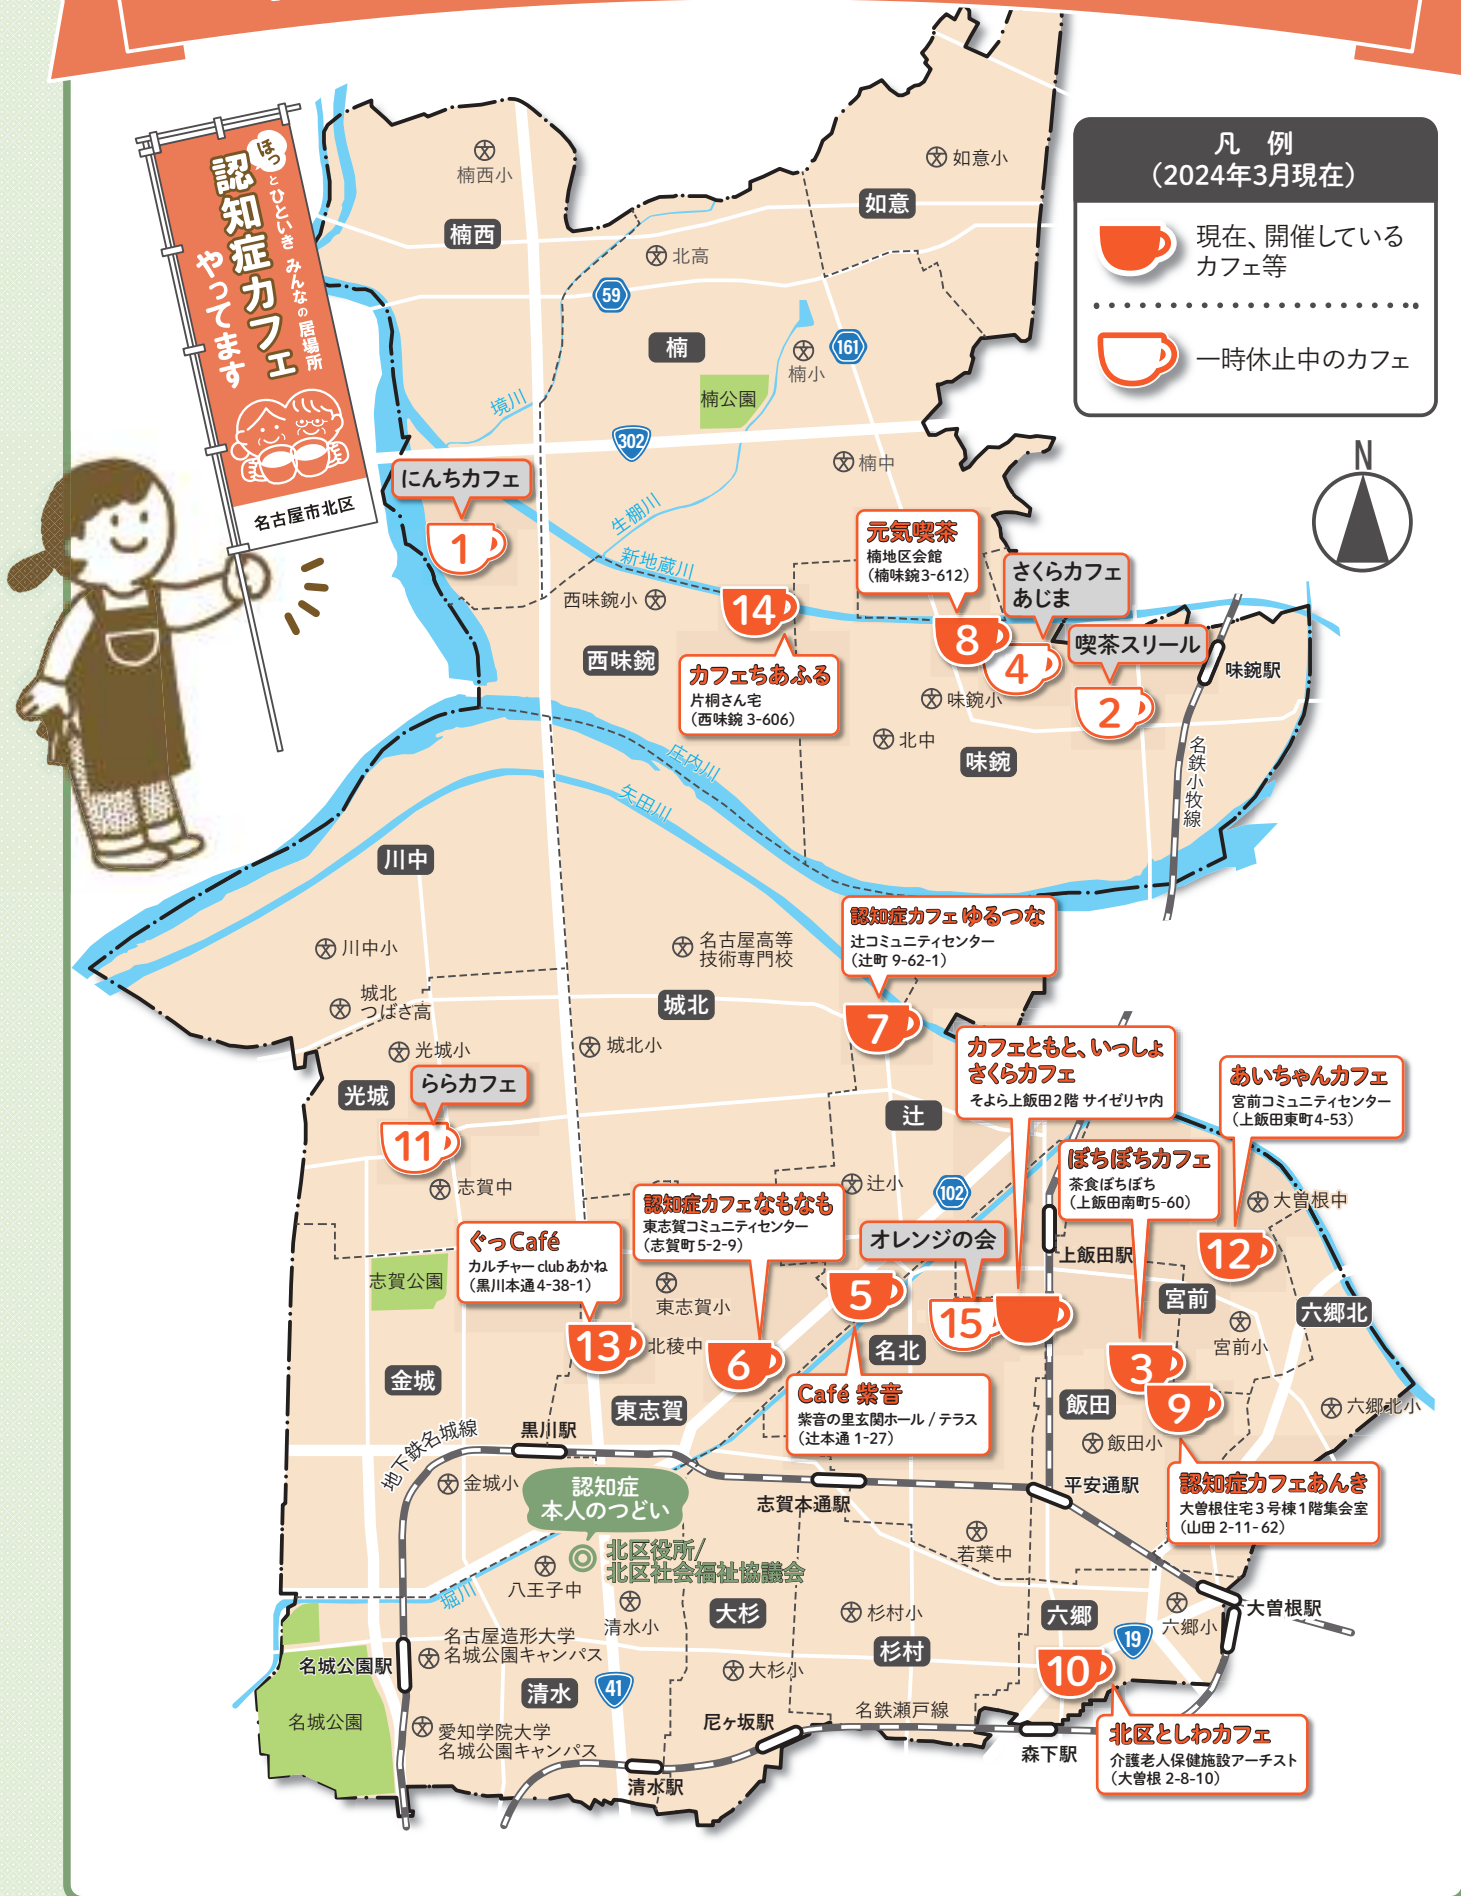 ほっとひといき みんなの居場所
認知症カフェ
やってます
名古屋市北区
凡 例
（2024年3月現在）
現在、開催している
カフェ等
一時休止中のカフェ
N
楠西小
楠西
如意小
如意
北高
59
楠
161
楠小
楠公園
境川
302
楠中
にんちカフェ
1
生棚川
新地蔵川
元気喫茶
楠地区会館
（楠味鋺3-612）
さくらカフェ
あじま
西味鋺小
14
8
4
喫茶スリール
2
味鋺駅
西味鋺
カフェちあふる
片桐さん宅
（西味鋺 3-606）
味鋺小
北中
味鋺
名鉄小牧線
庄内川
矢田川
川中
川中小
名古屋高等
技術専門校
認知症カフェ ゆるつな
辻コミュニティセンター
（辻町 9-62-1）
7
城北
つばさ高
城北
光城小
城北小
光城
ららカフェ
11
志賀中
カフェともと、いっしょ
さくらカフェ
そよら上飯田2階 サイゼリヤ内
あいちゃんカフェ
宮前コミュニティセンター
（上飯田東町4-53）
辻
辻小
102
ぽちぽちカフェ
茶食ぽちぽち
（上飯田南町5-60）
大曽根中
12
認知症カフェ なもなも
東志賀コミュニティセンター
（志賀町 5-2-9）
オレンジの会
上飯田駅
ぐっCafé
カルチャー club あかね
（黒川本通 4-38-1）
志賀公園
東志賀小
5
15
宮前
六郷北
13
北稜中
6
名北
宮前小
3
9
金城
東志賀
Café 紫音
紫音の里玄関ホール / テラス
（辻本通 1-27）
飯田
六郷北小
飯田小
地下鉄名城線
黒川駅
金城小
認知症
本人のつどい
志賀本通駅
平安通駅
認知症カフェあんき
大曽根住宅 3 号棟 1 階集会室
（山田 2-11- 62）
北区役所/
北区社会福祉協議会
若葉中
八王子中
堀川
清水小
大杉
杉村小
六郷
六郷小
大曽根駅
名古屋造形大学
名城公園キャンパス
名城公園駅
杉村
19
10
清水
41
大杉小
名城公園
愛知学院大学
名城公園キャンパス
尼ヶ坂駅
名鉄瀬戸線
森下駅
清水駅
北区としわカフェ
介護老人保健施設アーチスト
（大曽根 2-8-10）